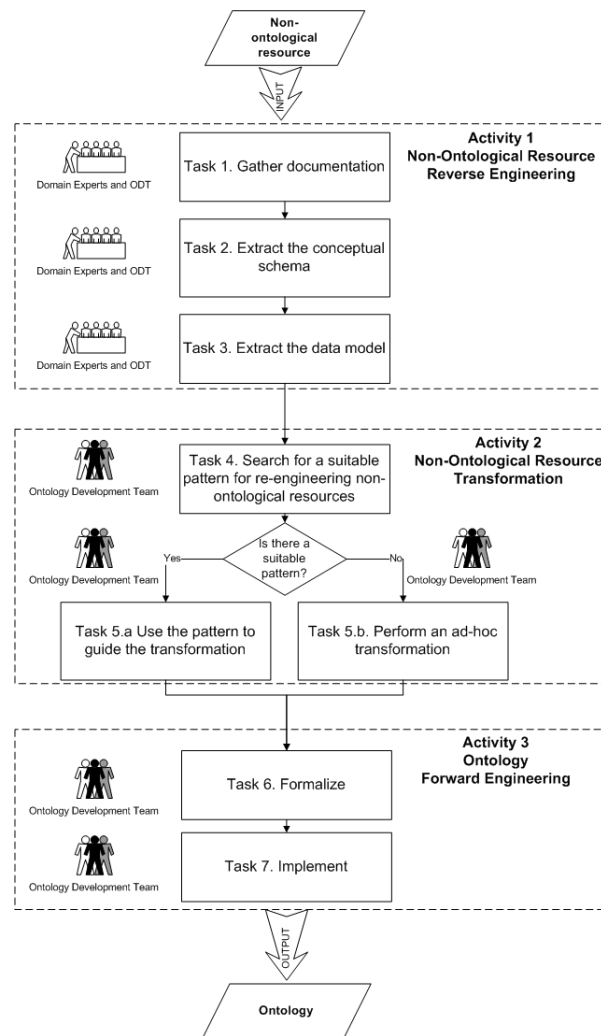 Non-
ontological
resource
INPUT
Activity 1
Non-Ontological Resource
Reverse Engineering
Domain Experts and ODT
Task 1. Gather documentation
Domain Experts and ODT
Task 2. Extract the conceptual
schema
Domain Experts and ODT
Task 3. Extract the data model
Activity 2
Non-Ontological Resource
Transformation
Ontology Development Team
Task 4. Search for a suitable
pattern for re-engineering non-
ontological resources
Ontology Development Team
Yes
Is there a
suitable
pattern?
No
Ontology Development Team
Task 5.a Use the pattern to
guide the transformation
Task 5.b. Perform an ad-hoc
transformation
Activity 3
Ontology
Forward Engineering
Ontology Development Team
Task 6. Formalize
Ontology Development Team
Task 7. Implement
OUTPUT
Ontology